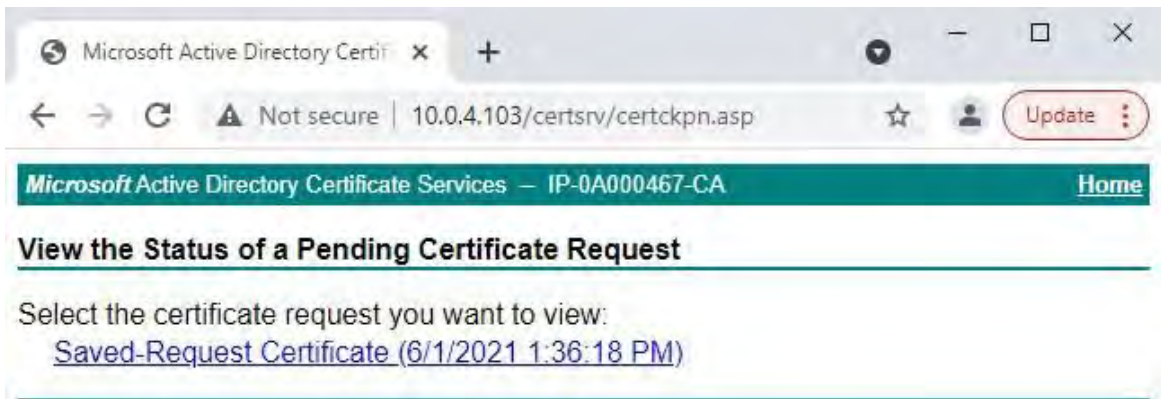 Microsoft Active Directory Certif
Not secure | 10.0.4.103/certsrv/certckpn.asp
Update
Microsoft Active Directory Certificate Services – IP-0A000467-CA
Home
View the Status of a Pending Certificate Request
Select the certificate request you want to view:
Saved-Request Certificate (6/1/2021 1:36:18 PM)